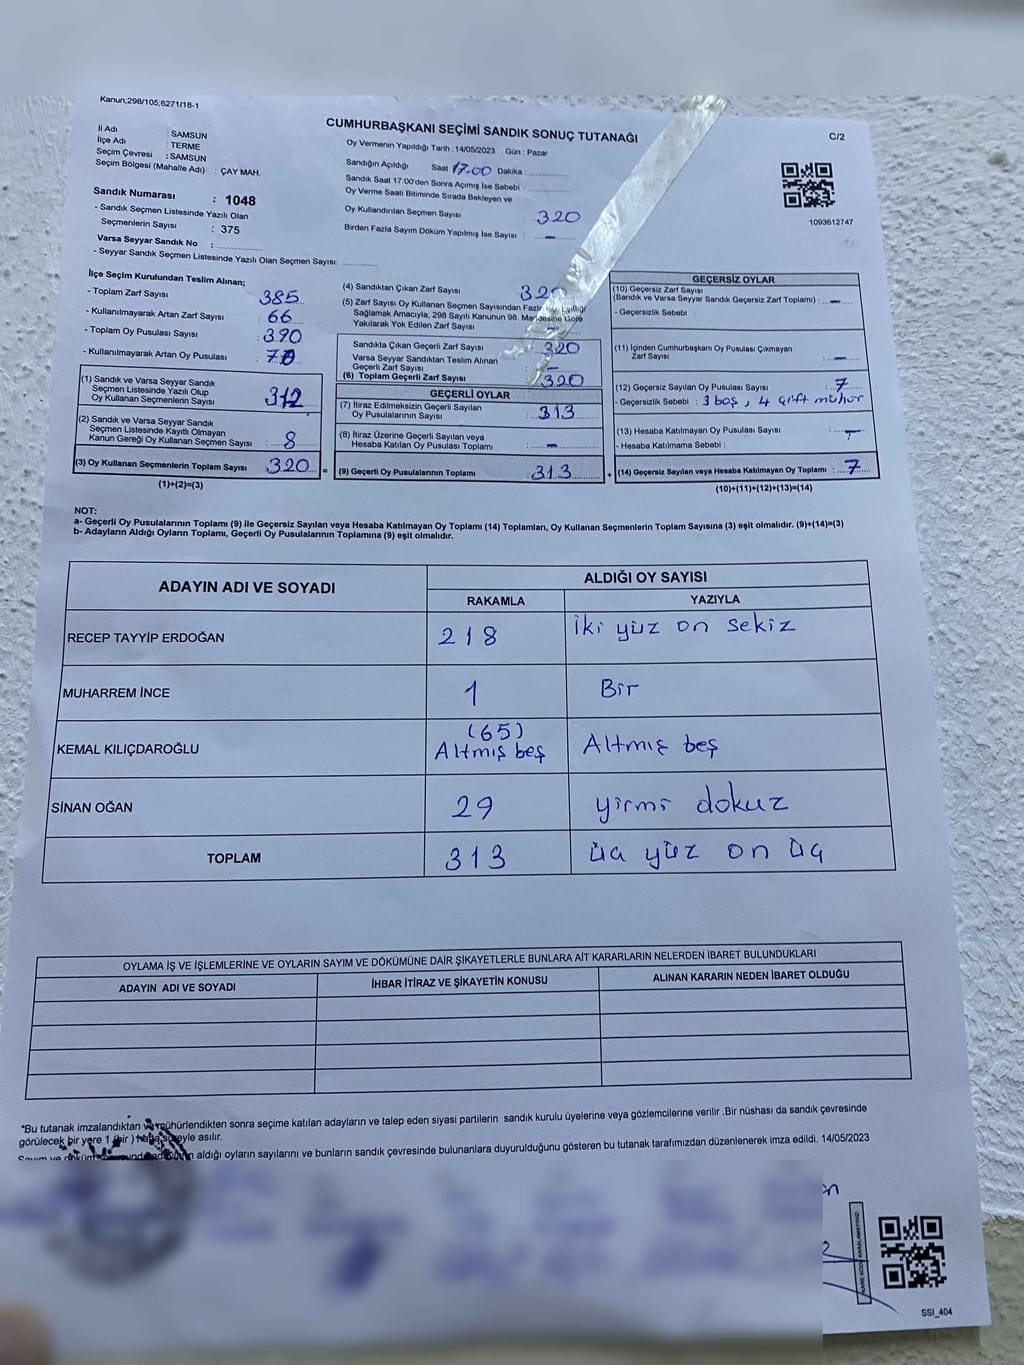 Kanun;298/105;6271/18-1
CUMHURBAŞKANI SEÇİMİ SANDIK SONUÇ TUTANAĞI
C/2
İl Adı : SAMSUN
İlçe Adı : TERME
Seçim Çevresi : SAMSUN
Seçim Bölgesi (Mahalle Adı) : ÇAY MAH.
Sandık Numarası : 1048
- Sandık Seçmen Listesinde Yazılı Olan
Seçmenlerin Sayısı : 375
Varsa Seyyar Sandık No :
- Seyyar Sandık Seçmen Listesinde Yazılı Olan Seçmen Sayısı:
Oy Vermenin Yapıldığı Tarih : 14/05/2023 Gün : Pazar
Sandığın Açıldığı Saat 17.00 Dakika :
Sandık Saat 17:00'den Sonra Açımış İse Sebebi :
Oy Verme Saati Bitiminde Sırada Bekleyen ve
Oy Kullandırılan Seçmen Sayısı 320
Birden Fazla Sayım Döküm Yapılmış İse Sayısı : -
1093612747
İlçe Seçim Kurulundan Teslim Alınan;
- Toplam Zarf Sayısı 385
- Kullanılmayarak Artan Zarf Sayısı : 66
- Toplam Oy Pusulası Sayısı : 390
- Kullanılmayarak Artan Oy Pusulası : 70
(1) Sandık ve Varsa Seyyar Sandık
Seçmen Listesinde Yazılı Olup
Oy Kullanan Seçmenlerin Sayısı 312
(2) Sandık ve Varsa Seyyar Sandık
Seçmen Listesinde Kayıtlı Olmayan
Kanun Gereği Oy Kullanan Seçmen Sayısı 8
(3) Oy Kullanan Seçmenlerin Toplam Sayısı 320 =
(1)+(2)=(3)
(4) Sandıktan Çıkan Zarf Sayısı 320
(5) Zarf Sayısı Oy Kullanan Seçmen Sayısından Fazla
Sağlamak Amacıyla; 298 Sayılı Kanunun 98. Maddesine Göre
Yakılarak Yok Edilen Zarf Sayısı -
Sandıkta Çıkan Geçerli Zarf Sayısı 320
Varsa Seyyar Sandıktan Teslim Alınan
Geçerli Zarf Sayısı -
(6) Toplam Geçerli Zarf Sayısı 320
GEÇERLİ OYLAR
(7) İtiraz Edilmeksizin Geçerli Sayılan
Oy Pusulalarının Sayısı : 313
(8) İtiraz Üzerine Geçerli Sayılan veya
Hesaba Katılan Oy Pusulası Toplamı : -
(9) Geçerli Oy Pusulalarının Toplamı : 313 +
GEÇERSİZ OYLAR
(10) Geçersiz Zarf Sayısı
(Sandık ve Varsa Seyyar Sandık Geçersiz Zarf Toplamı) : -
- Geçersizlik Sebebi :
(11) İçinden Cumhurbaşkanı Oy Pusulası Çıkmayan
Zarf Sayısı : -
(12) Geçersiz Sayılan Oy Pusulası Sayısı : 7
- Geçersizlik Sebebi : 3 boş, 4 çift mühür
(13) Hesaba Katılmayan Oy Pusulası Sayısı : -
- Hesaba Katılmama Sebebi :
(14) Geçersiz Sayılan veya Hesaba Katılmayan Oy Toplamı : 7
(10)+(11)+(12)+(13)=(14)
NOT:
a- Geçerli Oy Pusulalarının Toplamı (9) ile Geçersiz Sayılan veya Hesaba Katılmayan Oy Toplamı (14) Toplamları, Oy Kullanan Seçmenlerin Toplam Sayısına (3) eşit olmalıdır. (9)+(14)=(3)
b- Adayların Aldığı Oyların Toplamı, Geçerli Oy Pusulalarının Toplamına (9) eşit olmalıdır.
ADAYIN ADI VE SOYADI
ALDIĞI OY SAYISI
RAKAMLA YAZIYLA
RECEP TAYYİP ERDOĞAN 218 iki yüz on sekiz
MUHARREM İNCE 1 Bir
KEMAL KILIÇDAROĞLU (65) Altmış beş Altmış beş
SİNAN OĞAN 29 yirmi dokuz
TOPLAM 313 üç yüz on üç
OYLAMA İŞ VE İŞLEMLERİNE VE OYLARIN SAYIM VE DÖKÜMÜNE DAİR ŞİKAYETLERLE BUNLARA AİT KARARLARIN NELERDEN İBARET BULUNDUKLARI
ADAYIN ADI VE SOYADI İHBAR İTİRAZ VE ŞİKAYETİN KONUSU ALINAN KARARIN NEDEN İBARET OLDUĞU
*Bu tutanak imzalandıktan ve mühürlendikten sonra seçime katılan adayların ve talep eden siyasi partilerin sandık kurulu üyelerine veya gözlemcilerine verilir .Bir nüshası da sandık çevresinde
görülecek bir yere 1 (bir ) hafta süreyle asılır.
aldığı oyların sayılarını ve bunların sandık çevresinde bulunanlara duyurulduğunu gösteren bu tutanak tarafımızdan düzenlenerek imza edildi. 14/05/2023
KARE KODU KARALAMAYINIZ!
SSI_404